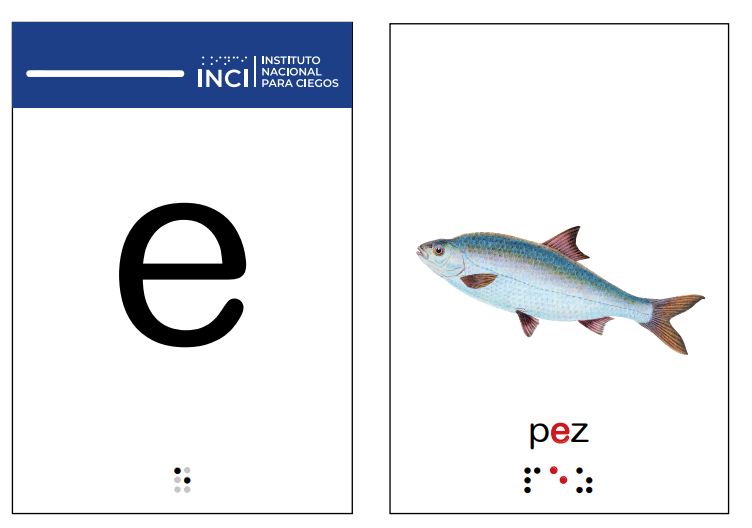 INCI
INSTITUTO
NACIONAL
PARA CIEGOS
e
⠑
pez
⠏⠑⠵